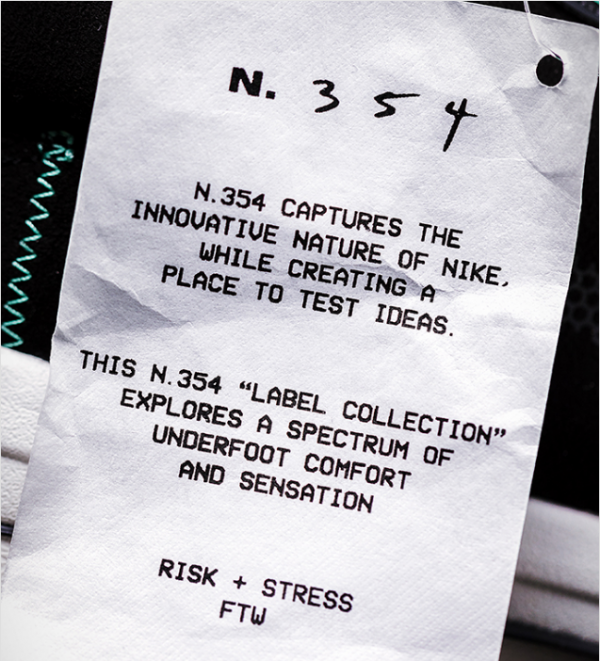 N. 354
N.354 CAPTURES THE
INNOVATIVE NATURE OF NIKE,
WHILE CREATING A
PLACE TO TEST IDEAS.
THIS N.354 “LABEL COLLECTION”
EXPLORES A SPECTRUM OF
UNDERFOOT COMFORT
AND SENSATION
RISK + STRESS
FTW